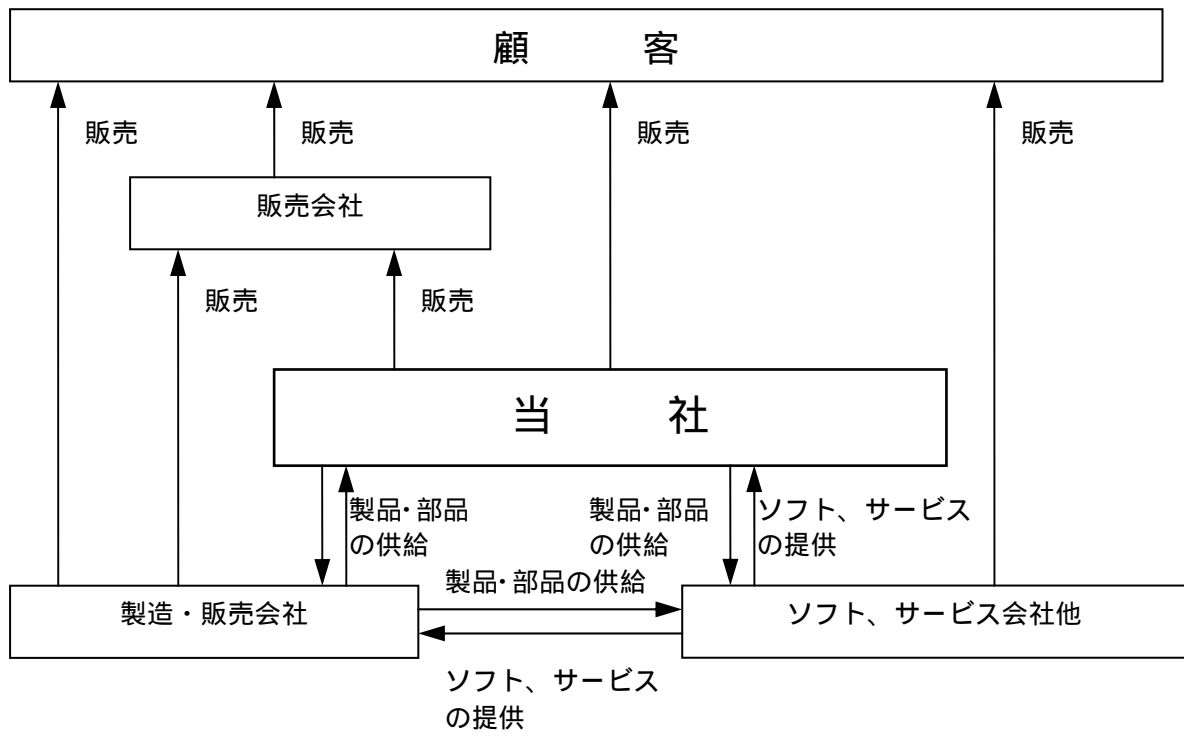 顧　客
販売
販売
販売
販売
販売会社
販売
販売
当　社
製品･部品
の供給
製品･部品
の供給
ソフト、サービス
の提供
製品･部品の供給
製造・販売会社
ソフト、サービス会社他
ソフト、サービス
の提供